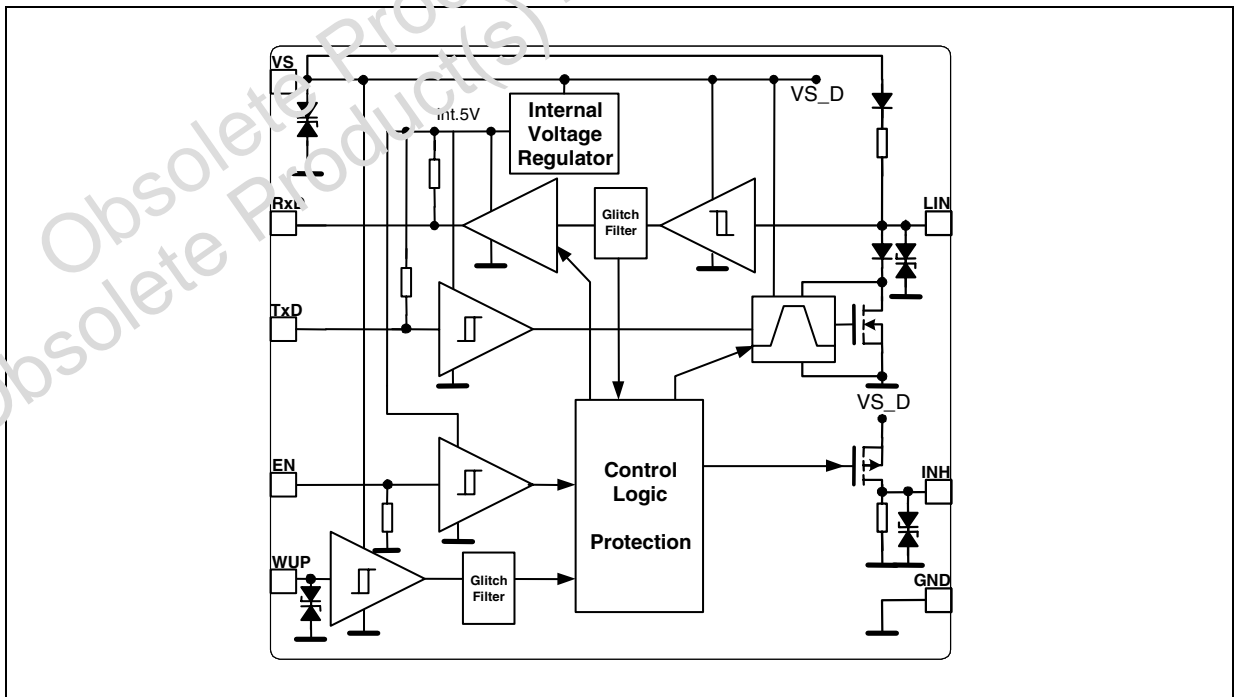 Obsolete Product(s)
Obsolete Product(s)
VS
VS_D
Int.5V
Internal
Voltage
Regulator
RxD
Glitch
Filter
LIN
TxD
VS_D
EN
Control
Logic
Protection
INH
WUP
Glitch
Filter
GND